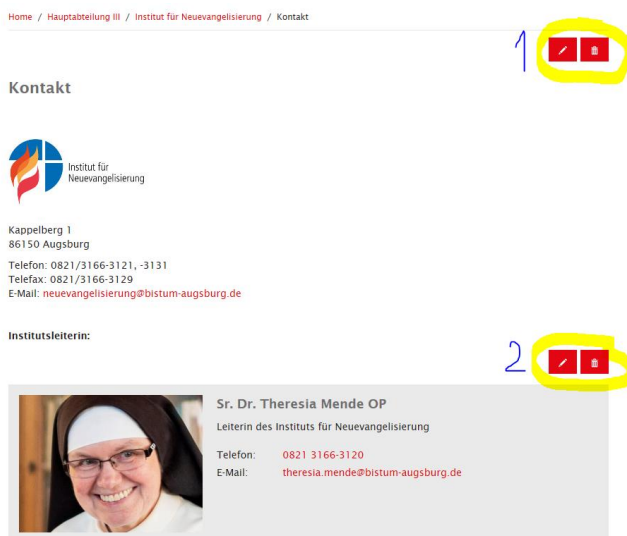 Home / Hauptabteilung III / Institut für Neuevangelisierung / Kontakt
1
Kontakt
Institut für
Neuevangelisierung
Kappelberg 1
86150 Augsburg
Telefon: 0821/3166-3121, -3131
Telefax: 0821/3166-3129
E-Mail: neuevangelisierung@bistum-augsburg.de
Institutsleiterin:
2
Sr. Dr. Theresia Mende OP
Leiterin des Instituts für Neuevangelisierung
Telefon: 0821 3166-3120
E-Mail: theresia.mende@bistum-augsburg.de